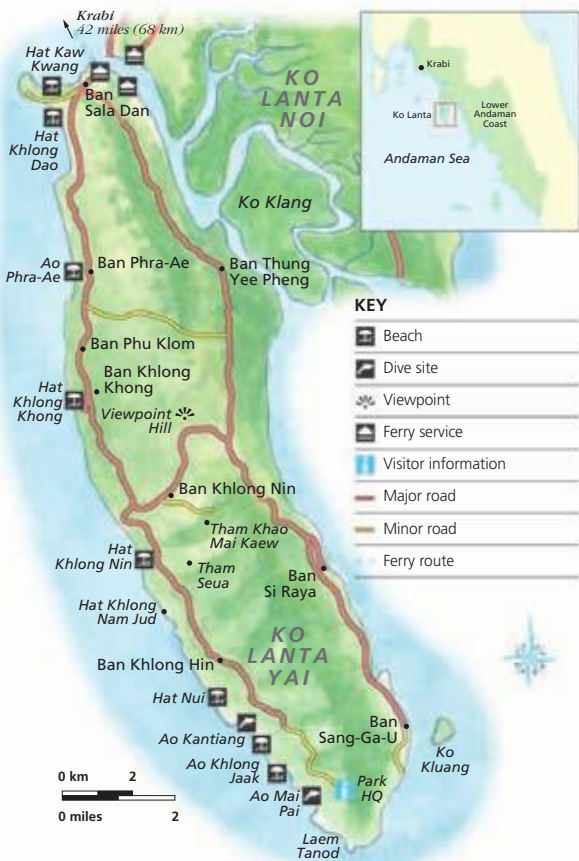 Krabi
42 miles (68 km)
Hat Kaw
Kwang
Ban
Sala Dan
Hat
Khlong
Dao
KO
LANTA
NOI
Ko Klang
Krabi
Ko Lanta
Lower
Andaman
Coast
Andaman Sea
Ao
Phra-Ae
Ban Phra-Ae
Ban Thung
Yee Pheng
Ban Phu Klom
Ban Khlong
Khong
Hat
Khlong
Khong
Viewpoint
Hill
KEY
Beach
Dive site
Viewpoint
Ferry service
Visitor information
Major road
Minor road
Ferry route
Ban Khlong Nin
Tham Khao
Mai Kaew
Hat
Khlong Nin
Tham
Seua
Ban
Si Raya
Hat Khlong
Nam Jud
KO
LANTA
YAI
Ban Khlong Hin
Hat Nui
Ban
Sang-Ga-U
Ao Kantiang
Ko
Kluang
Ao Khlong
Jaak
Park
HQ
Ao Mai
Pai
Laem
Tanod
0 km 2
0 miles 2